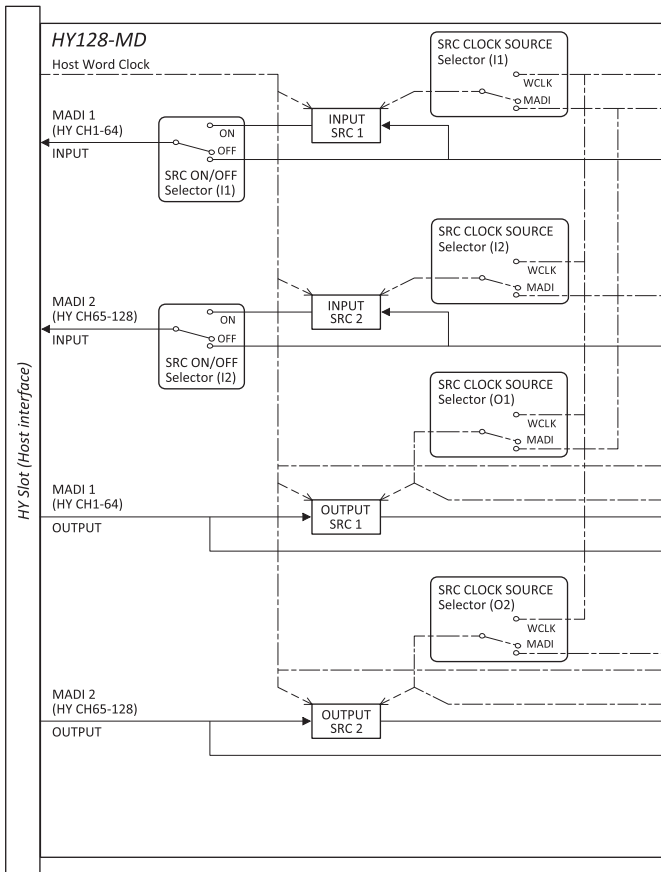 HY128-MD
Host Word Clock
SRC CLOCK SOURCE
Selector (I1)
WCLK
MADI
MADI 1
(HY CH1-64)
INPUT
ON
OFF
SRC ON/OFF
Selector (I1)
INPUT
SRC 1
SRC CLOCK SOURCE
Selector (I2)
WCLK
MADI
MADI 2
(HY CH65-128)
INPUT
ON
OFF
SRC ON/OFF
Selector (I2)
INPUT
SRC 2
HY Slot (Host interface)
SRC CLOCK SOURCE
Selector (O1)
WCLK
MADI
MADI 1
(HY CH1-64)
OUTPUT
OUTPUT
SRC 1
SRC CLOCK SOURCE
Selector (O2)
WCLK
MADI
MADI 2
(HY CH65-128)
OUTPUT
OUTPUT
SRC 2